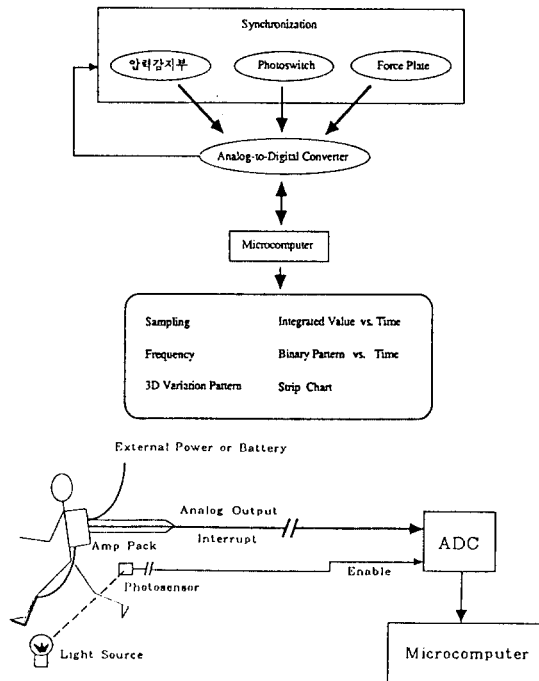 Synchronization
압력감지부
Photoswitch
Force Plate
Analog-to-Digital Converter
Microcomputer
Sampling
Integrated Value vs. Time
Frequency
Binary Pattern vs. Time
3D Variation Pattern
Strip Chart
External Power or Battery
Analog Output
Interrupt
Amp Pack
ADC
Enable
Photosensor
Light Source
Microcomputer